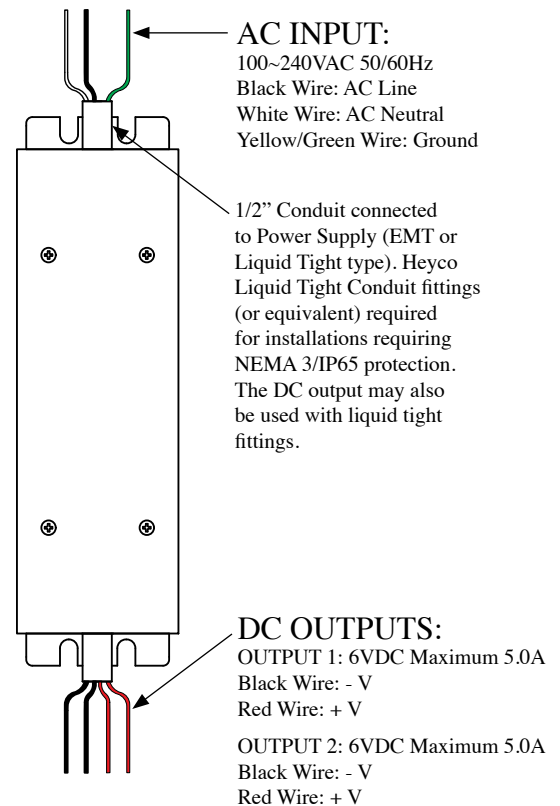 AC INPUT:
100~240VAC 50/60Hz
Black Wire: AC Line
White Wire: AC Neutral
Yellow/Green Wire: Ground
1/2” Conduit connected
to Power Supply (EMT or
Liquid Tight type). Heyco
Liquid Tight Conduit fittings
(or equivalent) required
for installations requiring
NEMA 3/IP65 protection.
The DC output may also
be used with liquid tight
fittings.
DC OUTPUTS:
OUTPUT 1: 6VDC Maximum 5.0A
Black Wire: - V
Red Wire: + V
OUTPUT 2: 6VDC Maximum 5.0A
Black Wire: - V
Red Wire: + V